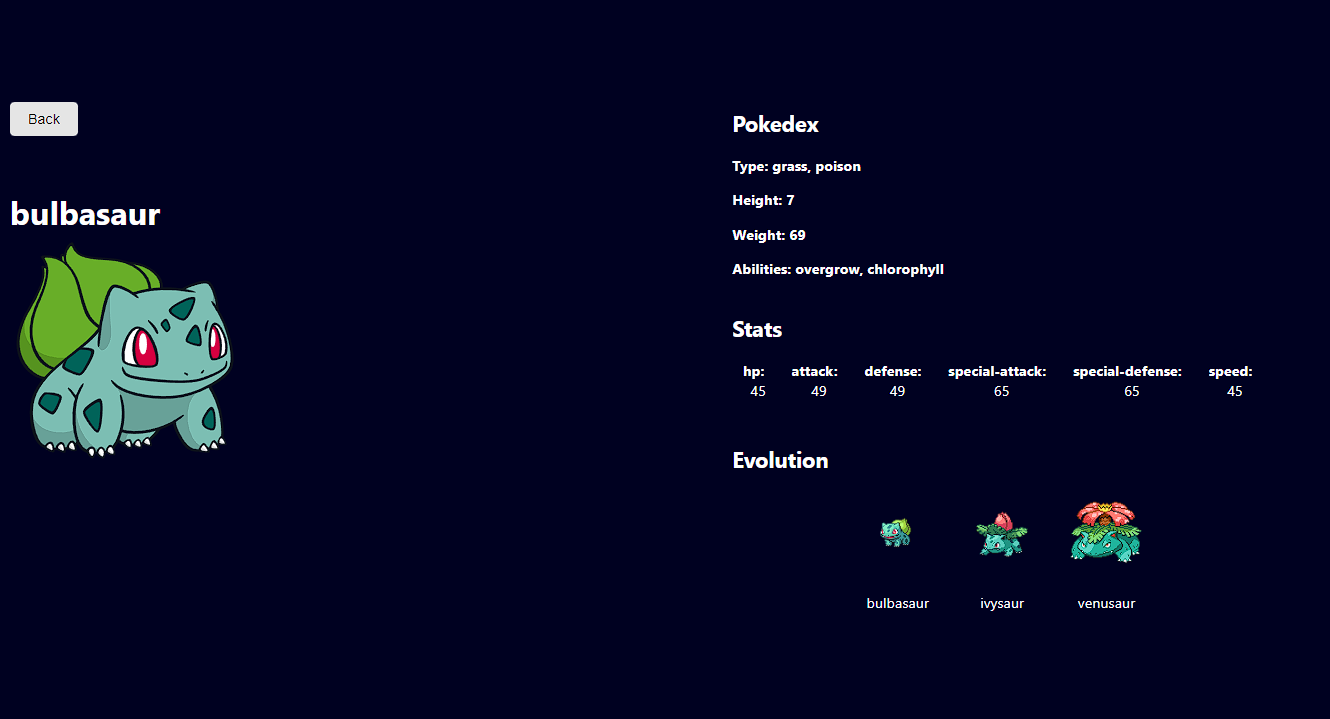 Back
bulbasaur
Pokedex
Type: grass, poison
Height: 7
Weight: 69
Abilities: overgrow, chlorophyll
Stats
hp: attack: defense: special-attack: special-defense: speed:
45 49 49 65 65 45
Evolution
bulbasaur ivysaur venusaur